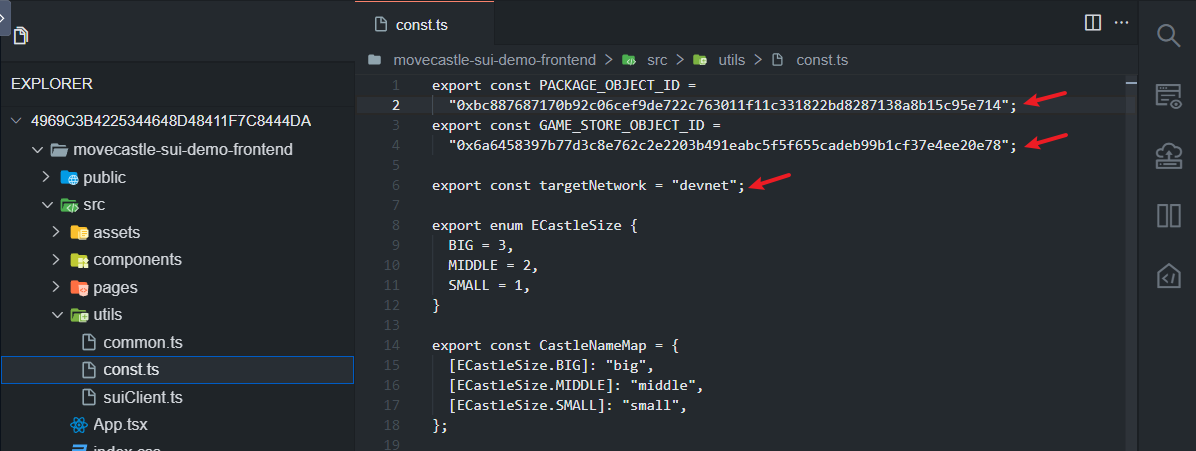 const.ts
movecastle-sui-demo-frontend > src > utils > const.ts
EXPLORER
4969C3B4225344648D48411F7C8444DA
movecastle-sui-demo-frontend
public
src
assets
components
pages
utils
common.ts
const.ts
suiClient.ts
App.tsx
index.css
1 export const PACKAGE_OBJECT_ID =
2 "0xbc887687170b92c06cef9de722c763011f11c331822bd8287138a8b15c95e714";
3 export const GAME_STORE_OBJECT_ID =
4 "0x6a6458397b77d3c8e762c2e2203b491eabc5f5f655cadeb99b1cf37e4ee20e78";
5
6 export const targetNetwork = "devnet";
7
8 export enum ECastleSize {
9 BIG = 3,
10 MIDDLE = 2,
11 SMALL = 1,
12 }
13
14 export const CastleNameMap = {
15 [ECastleSize.BIG]: "big",
16 [ECastleSize.MIDDLE]: "middle",
17 [ECastleSize.SMALL]: "small",
18 };
19